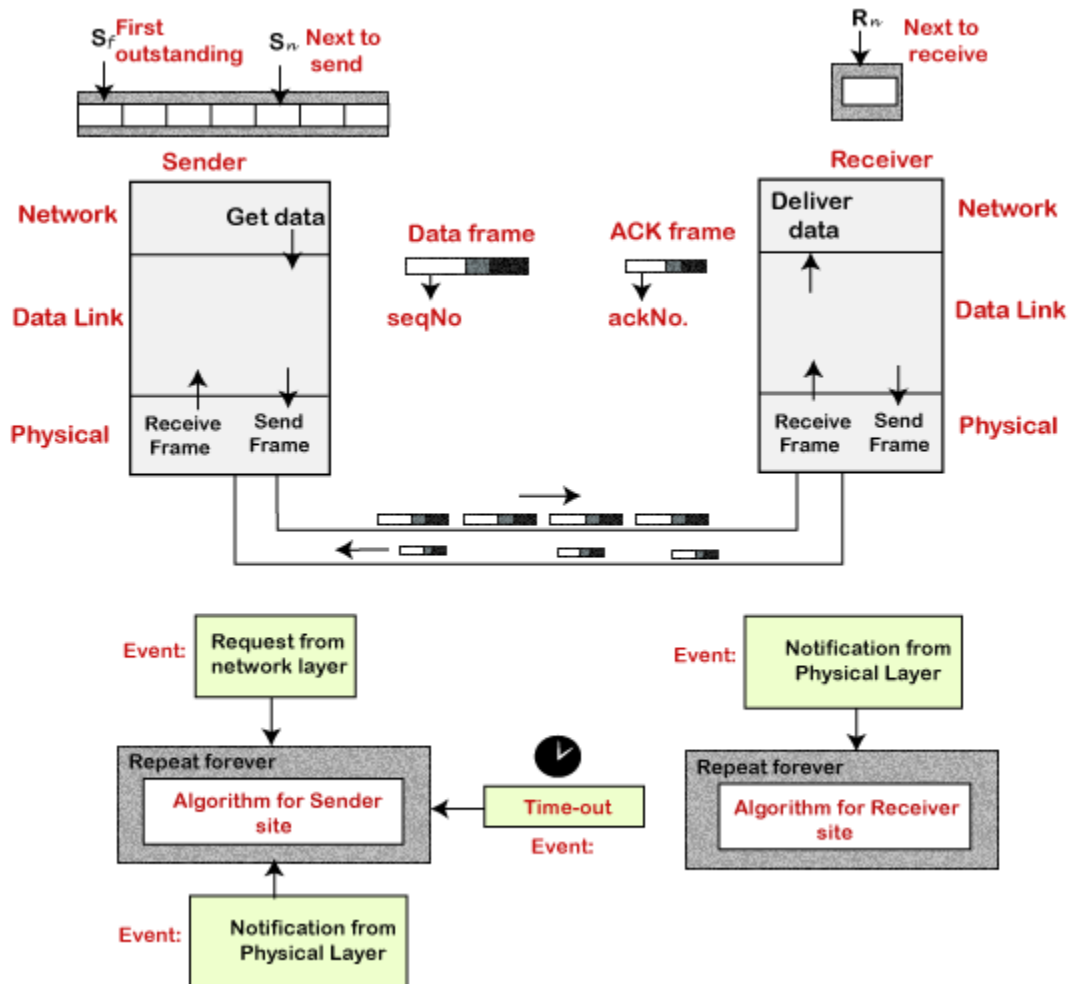 Sf First
outstanding
Sn Next to
send
Rn
Next to
receive
Sender
Receiver
Network
Get data
Data frame
ACK frame
Deliver
data
Network
Data Link
seqNo
ackNo.
Data Link
Physical
Receive
Frame
Send
Frame
Receive
Frame
Send
Frame
Physical
Event:
Request from
network layer
Event:
Notification from
Physical Layer
Repeat forever
Algorithm for Sender
site
Time-out
Event:
Repeat forever
Algorithm for Receiver
site
Event:
Notification from
Physical Layer